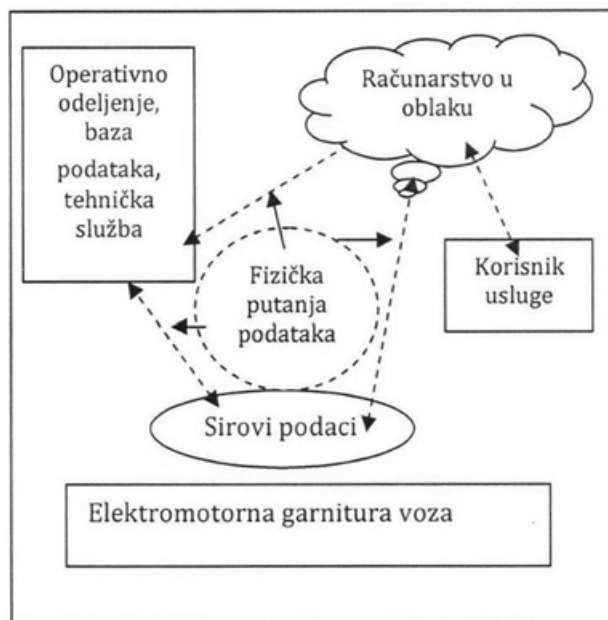 Operativno
odeljenje,
baza
podataka,
tehnička
služba
Računarstvo u
oblaku
Fizička
putanja
podataka
Korisnik
usluge
Sirovi podaci
Elektromotorna garnitura voza